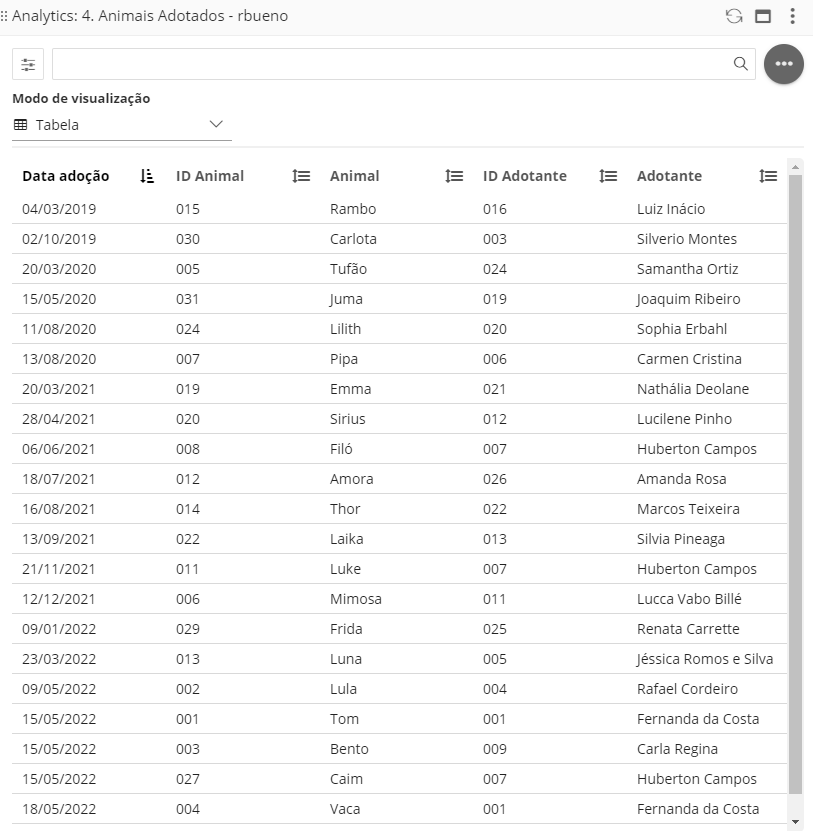 Analytics: 4. Animais Adotados - rbueno
Modo de visualização
Tabela
Data adoção ID Animal Animal ID Adotante Adotante
04/03/2019 015 Rambo 016 Luiz Inácio
02/10/2019 030 Carlota 003 Silverio Montes
20/03/2020 005 Tufão 024 Samantha Ortiz
15/05/2020 031 Juma 019 Joaquim Ribeiro
11/08/2020 024 Lilith 020 Sophia Erbahl
13/08/2020 007 Pipa 006 Carmen Cristina
20/03/2021 019 Emma 021 Nathália Deolane
28/04/2021 020 Sirius 012 Lucilene Pinho
06/06/2021 008 Filó 007 Huberton Campos
18/07/2021 012 Amora 026 Amanda Rosa
16/08/2021 014 Thor 022 Marcos Teixeira
13/09/2021 022 Laika 013 Silvia Pineaga
21/11/2021 011 Luke 007 Huberton Campos
12/12/2021 006 Mimosa 011 Lucca Vabo Billé
09/01/2022 029 Frida 025 Renata Carrette
23/03/2022 013 Luna 005 Jéssica Romos e Silva
09/05/2022 002 Lula 004 Rafael Cordeiro
15/05/2022 001 Tom 001 Fernanda da Costa
15/05/2022 003 Bento 009 Carla Regina
15/05/2022 027 Caim 007 Huberton Campos
18/05/2022 004 Vaca 001 Fernanda da Costa